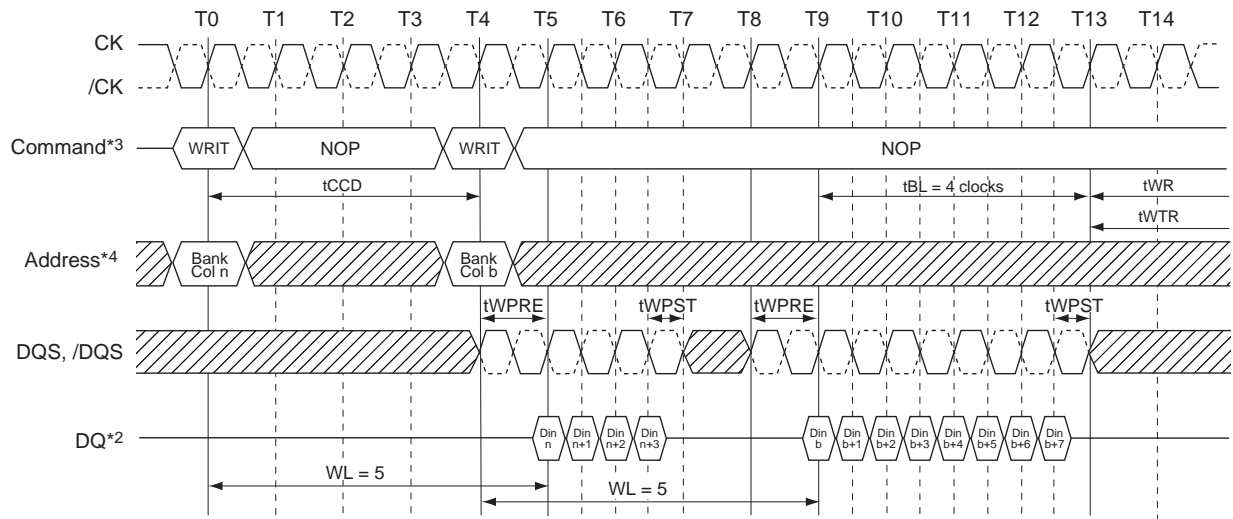 T0 T1 T2 T3 T4 T5 T6 T7 T8 T9 T10 T11 T12 T13 T14
CK
/CK
Command*3 WRIT NOP WRIT NOP
tCCD tBL = 4 clocks tWR
tWTR
Address*4 Bank Col n Bank Col b
tWPRE tWPST tWPRE tWPST
DQS, /DQS
DQ*2 Din n Din n+1 Din n+2 Din n+3 Din b Din b+1 Din b+2 Din b+3 Din b+4 Din b+5 Din b+6 Din b+7
WL = 5
WL = 5